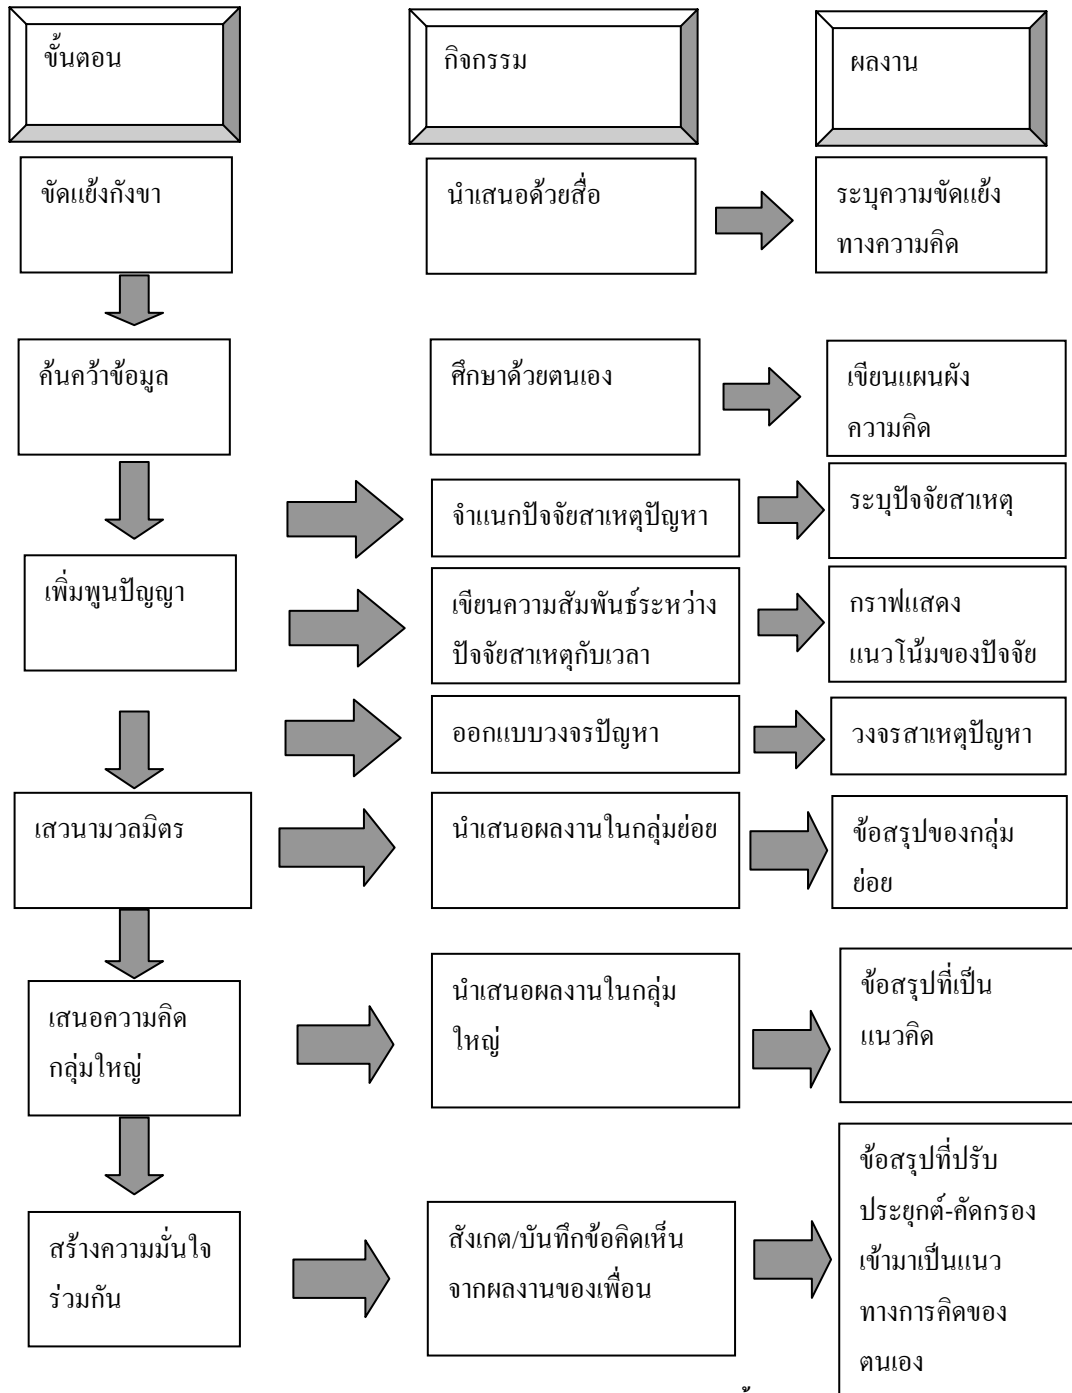 ขั้นตอน
กิจกรรม
ผลงาน
ขัดแย้งกังขา
นำเสนอด้วยสื่อ
ระบุความขัดแย้ง
ทางความคิด
ค้นคว้าข้อมูล
ศึกษาด้วยตนเอง
เขียนแผนผัง
ความคิด
จำแนกปัจจัยสาเหตุปัญหา
ระบุปัจจัยสาเหตุ
เพิ่มพูนปัญญา
เขียนความสัมพันธ์ระหว่าง
ปัจจัยสาเหตุกับเวลา
กราฟแสดง
แนวโน้มของปัจจัย
ออกแบบวงจรปัญหา
วงจรสาเหตุปัญหา
เสวนามวลมิตร
นำเสนอผลงานในกลุ่มย่อย
ข้อสรุปของกลุ่ม
ย่อย
เสนอความคิด
กลุ่มใหญ่
นำเสนอผลงานในกลุ่ม
ใหญ่
ข้อสรุปที่เป็น
แนวคิด
สร้างความมั่นใจ
ร่วมกัน
สังเกต/บันทึกข้อคิดเห็น
จากผลงานของเพื่อน
ข้อสรุปที่ปรับ
ประยุกต์-คัดกรอง
เข้ามาเป็นแนว
ทางการคิดของ
ตนเอง